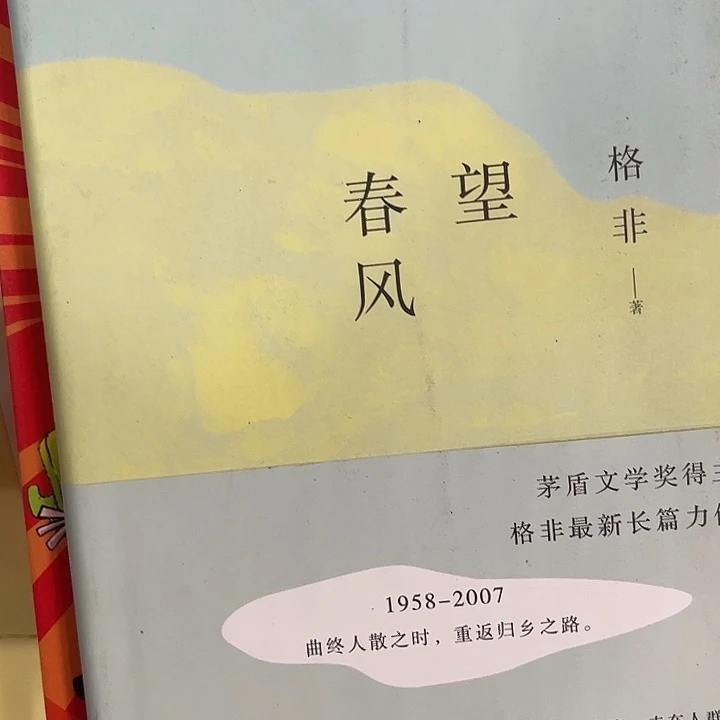 望
春风
格非
著
茅盾文学奖得
格非最新长篇力
1958-2007
曲终人散之时，重返归乡之路。